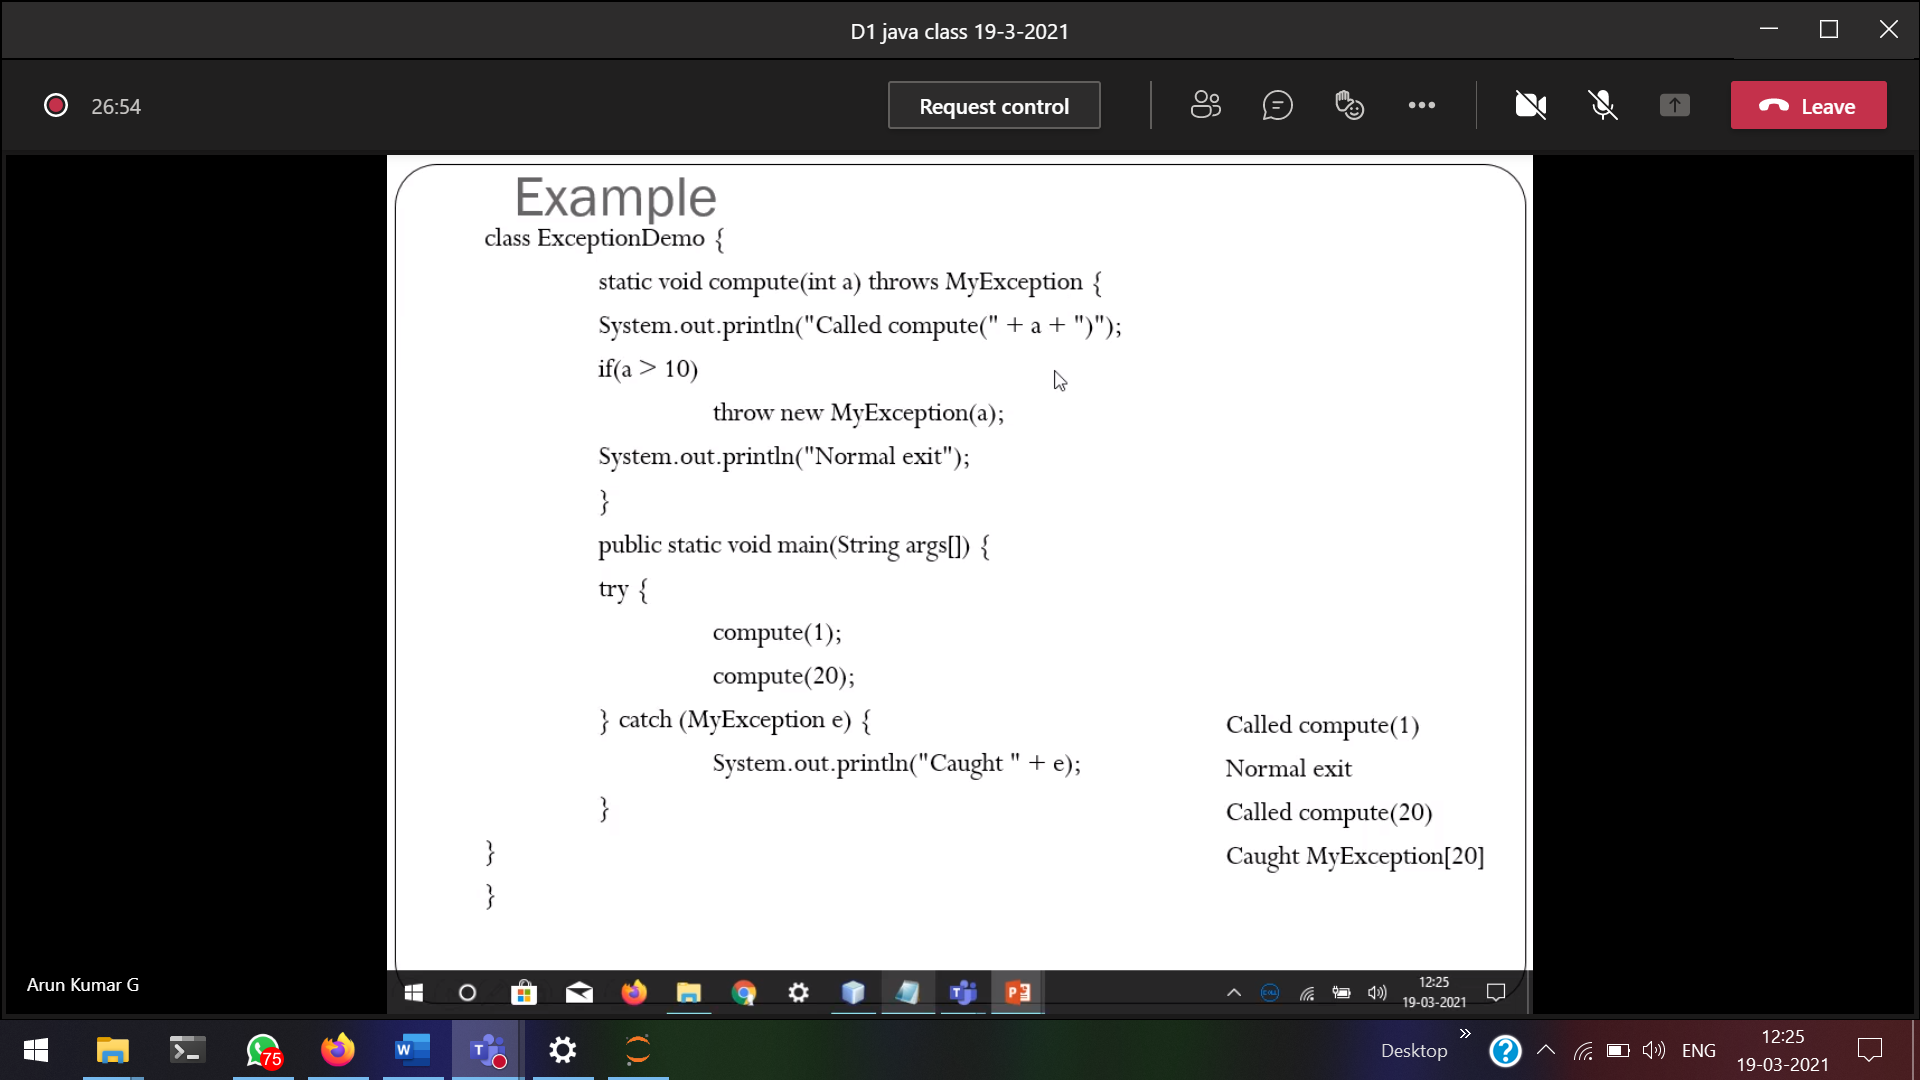 D1 java class 19-3-2021
26:54
Request control
Leave
Example
class ExceptionDemo {
static void compute(int a) throws MyException {
System.out.println("Called compute(" + a + ")");
if(a > 10)
throw new MyException(a);
System.out.println("Normal exit");
}
public static void main(String args[]) {
try {
compute(1);
compute(20);
} catch (MyException e) {
System.out.println("Caught " + e);
}
}
}
Called compute(1)
Normal exit
Called compute(20)
Caught MyException[20]
Arun Kumar G
12:25
19-03-2021
75
Desktop
ENG
12:25
19-03-2021